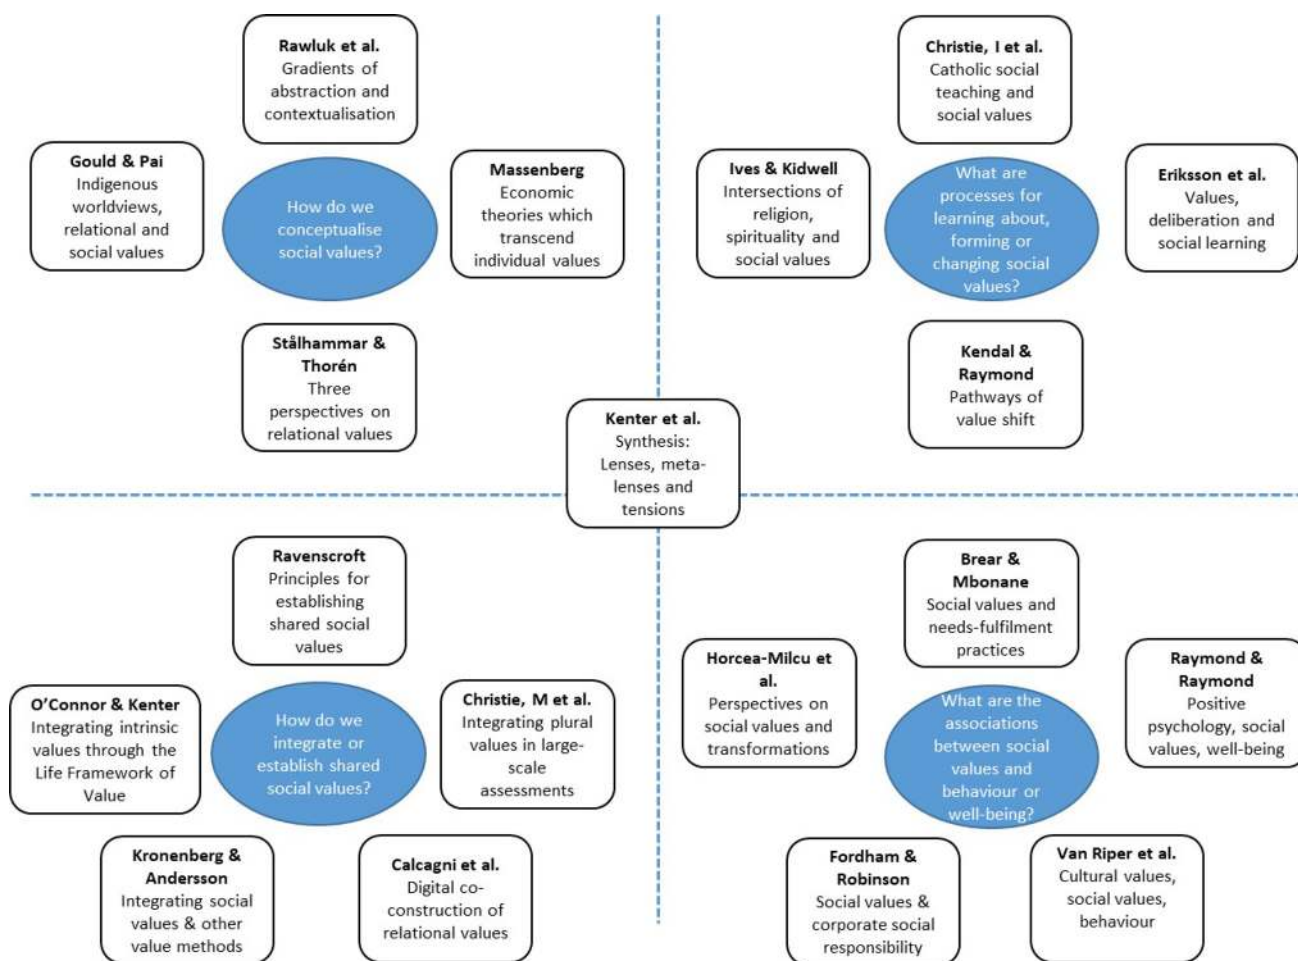 Rawluk et al.
Gradients of
abstraction and
contextualisation
Gould & Pai
Indigenous
worldviews,
relational and
social values
How do we
conceptualise
social values?
Massenberg
Economic
theories which
transcend
individual values
Stålhammar &
Thorén
Three
perspectives on
relational values
Christie, I et al.
Catholic social
teaching and
social values
Ives & Kidwell
Intersections of
religion,
spirituality and
social values
What are
processes for
learning about,
forming or
changing social
values?
Eriksson et al.
Values,
deliberation and
social learning
Kendal &
Raymond
Pathways of
value shift
Kenter et al.
Synthesis:
Lenses, meta-
lenses and
tensions
Ravenscroft
Principles for
establishing
shared social
values
O’Connor & Kenter
Integrating intrinsic
values through the
Life Framework of
Value
How do we
integrate or
establish shared
social values?
Christie, M et al.
Integrating plural
values in large-
scale
assessments
Kronenberg &
Andersson
Integrating social
values & other
value methods
Calcagni et al.
Digital co-
construction of
relational values
Brear &
Mbonane
Social values and
needs-fulfilment
practices
Horcea-Milcu et
al.
Perspectives on
social values and
transformations
What are the
associations
between social
values and
behaviour or
well-being?
Raymond &
Raymond
Positive
psychology, social
values, well-being
Fordham &
Robinson
Social values &
corporate social
responsibility
Van Riper et al.
Cultural values,
social values,
behaviour